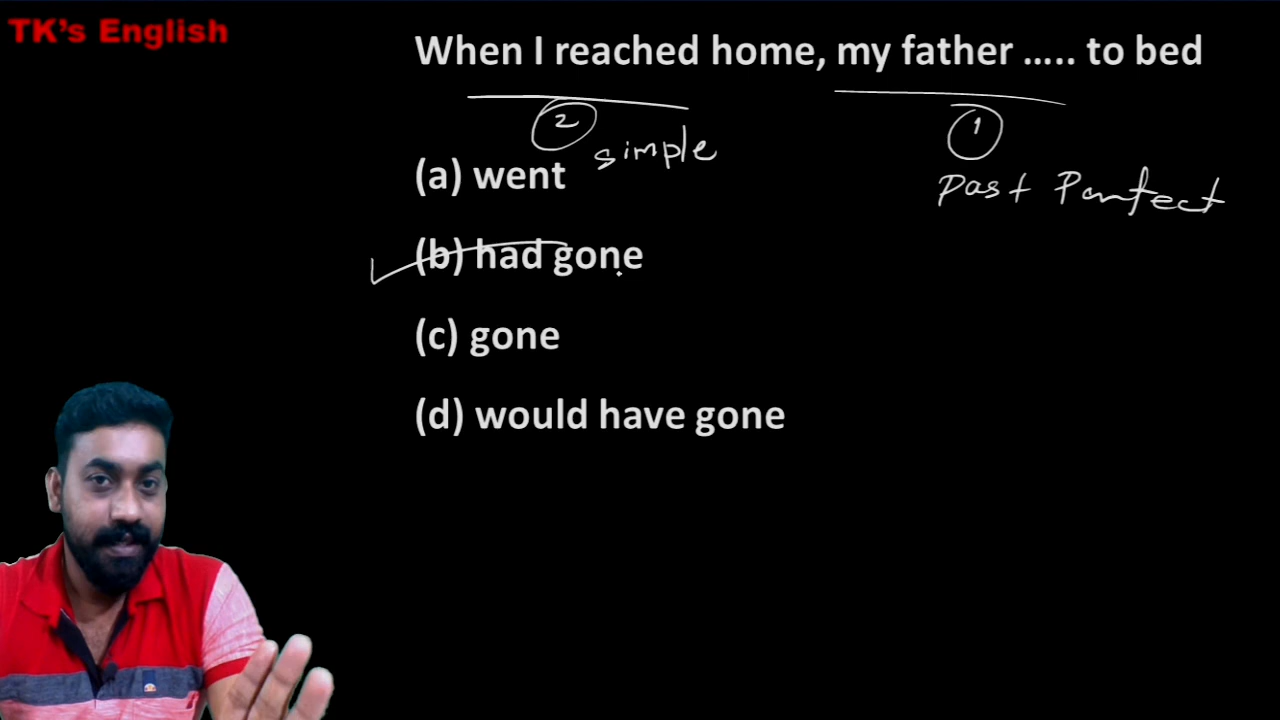 TK's English
When I reached home, my father ..... to bed
2
simple
1
Past Perfect
(a) went
(b) had gone
(c) gone
(d) would have gone